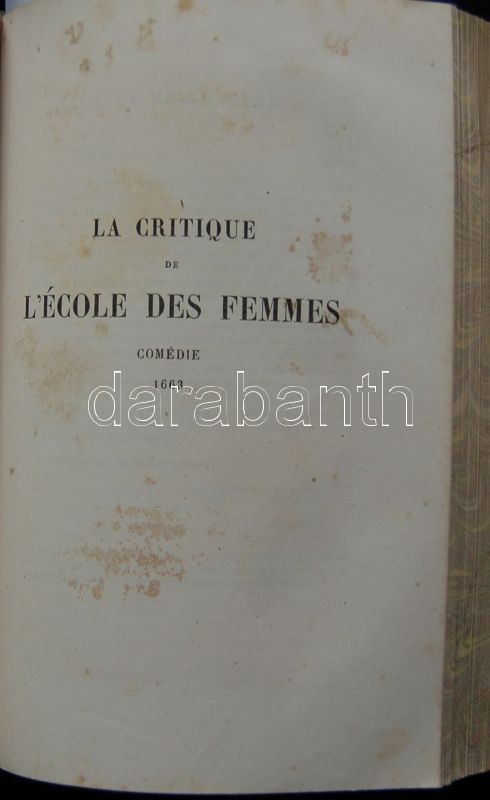 LA CRITIQUE
DE
L'ÉCOLE DES FEMMES
COMÉDIE
1663
darabanth